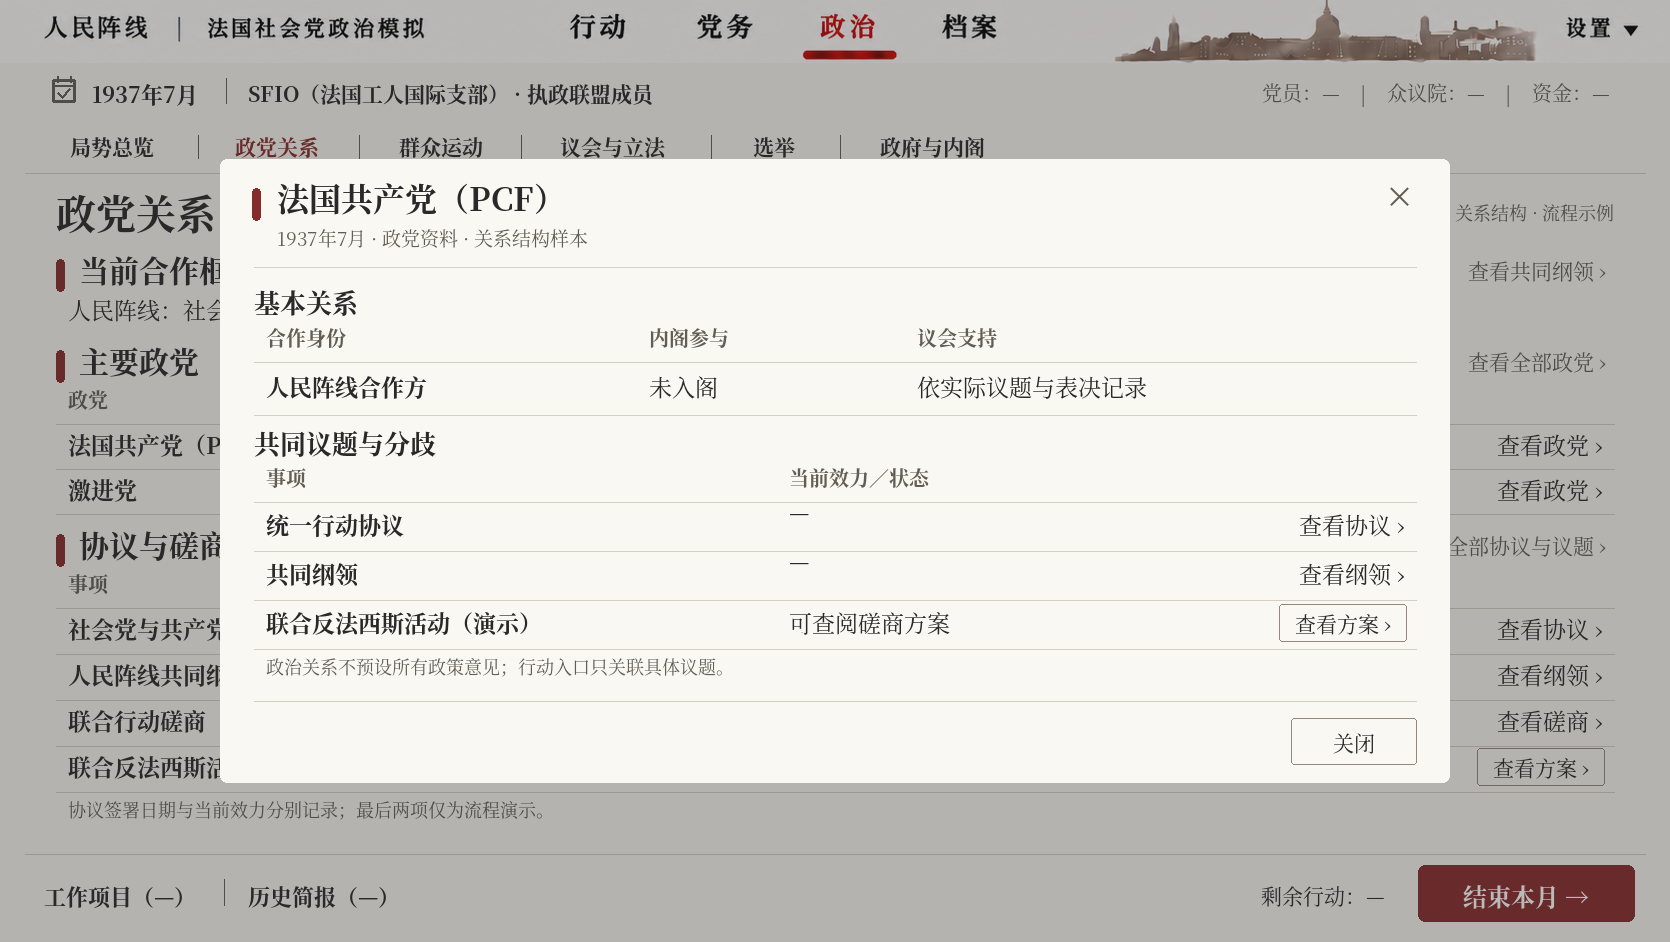 人民阵线 | 法国社会党政治模拟 行动 党务 政治 档案 设置 ▼
1937年7月 | SFIO（法国工人国际支部）· 执政联盟成员 党员：— | 众议院：— | 资金：—
局势总览 | 政党关系 | 群众运动 | 议会与立法 | 选举 | 政府与内阁
政党关系 关系结构 · 流程示例
当前合作框 查看共同纲领 ›
人民阵线：社会
主要政党 查看全部政党 ›
政党
法国共产党（P 查看政党 ›
激进党 查看政党 ›
协议与磋商 全部协议与议题 ›
事项
社会党与共产党 查看协议 ›
人民阵线共同纲 查看纲领 ›
联合行动磋商 查看磋商 ›
联合反法西斯活 查看方案 ›
协议签署日期与当前效力分别记录；最后两项仅为流程演示。
法国共产党（PCF）
1937年7月 · 政党资料 · 关系结构样本
基本关系
合作身份 内阁参与 议会支持
人民阵线合作方 未入阁 依实际议题与表决记录
共同议题与分歧
事项 当前效力／状态
统一行动协议 — 查看协议 ›
共同纲领 — 查看纲领 ›
联合反法西斯活动（演示） 可查阅磋商方案 查看方案 ›
政治关系不预设所有政策意见；行动入口只关联具体议题。
关闭
工作项目（—） | 历史简报（—） 剩余行动：— 结束本月 →